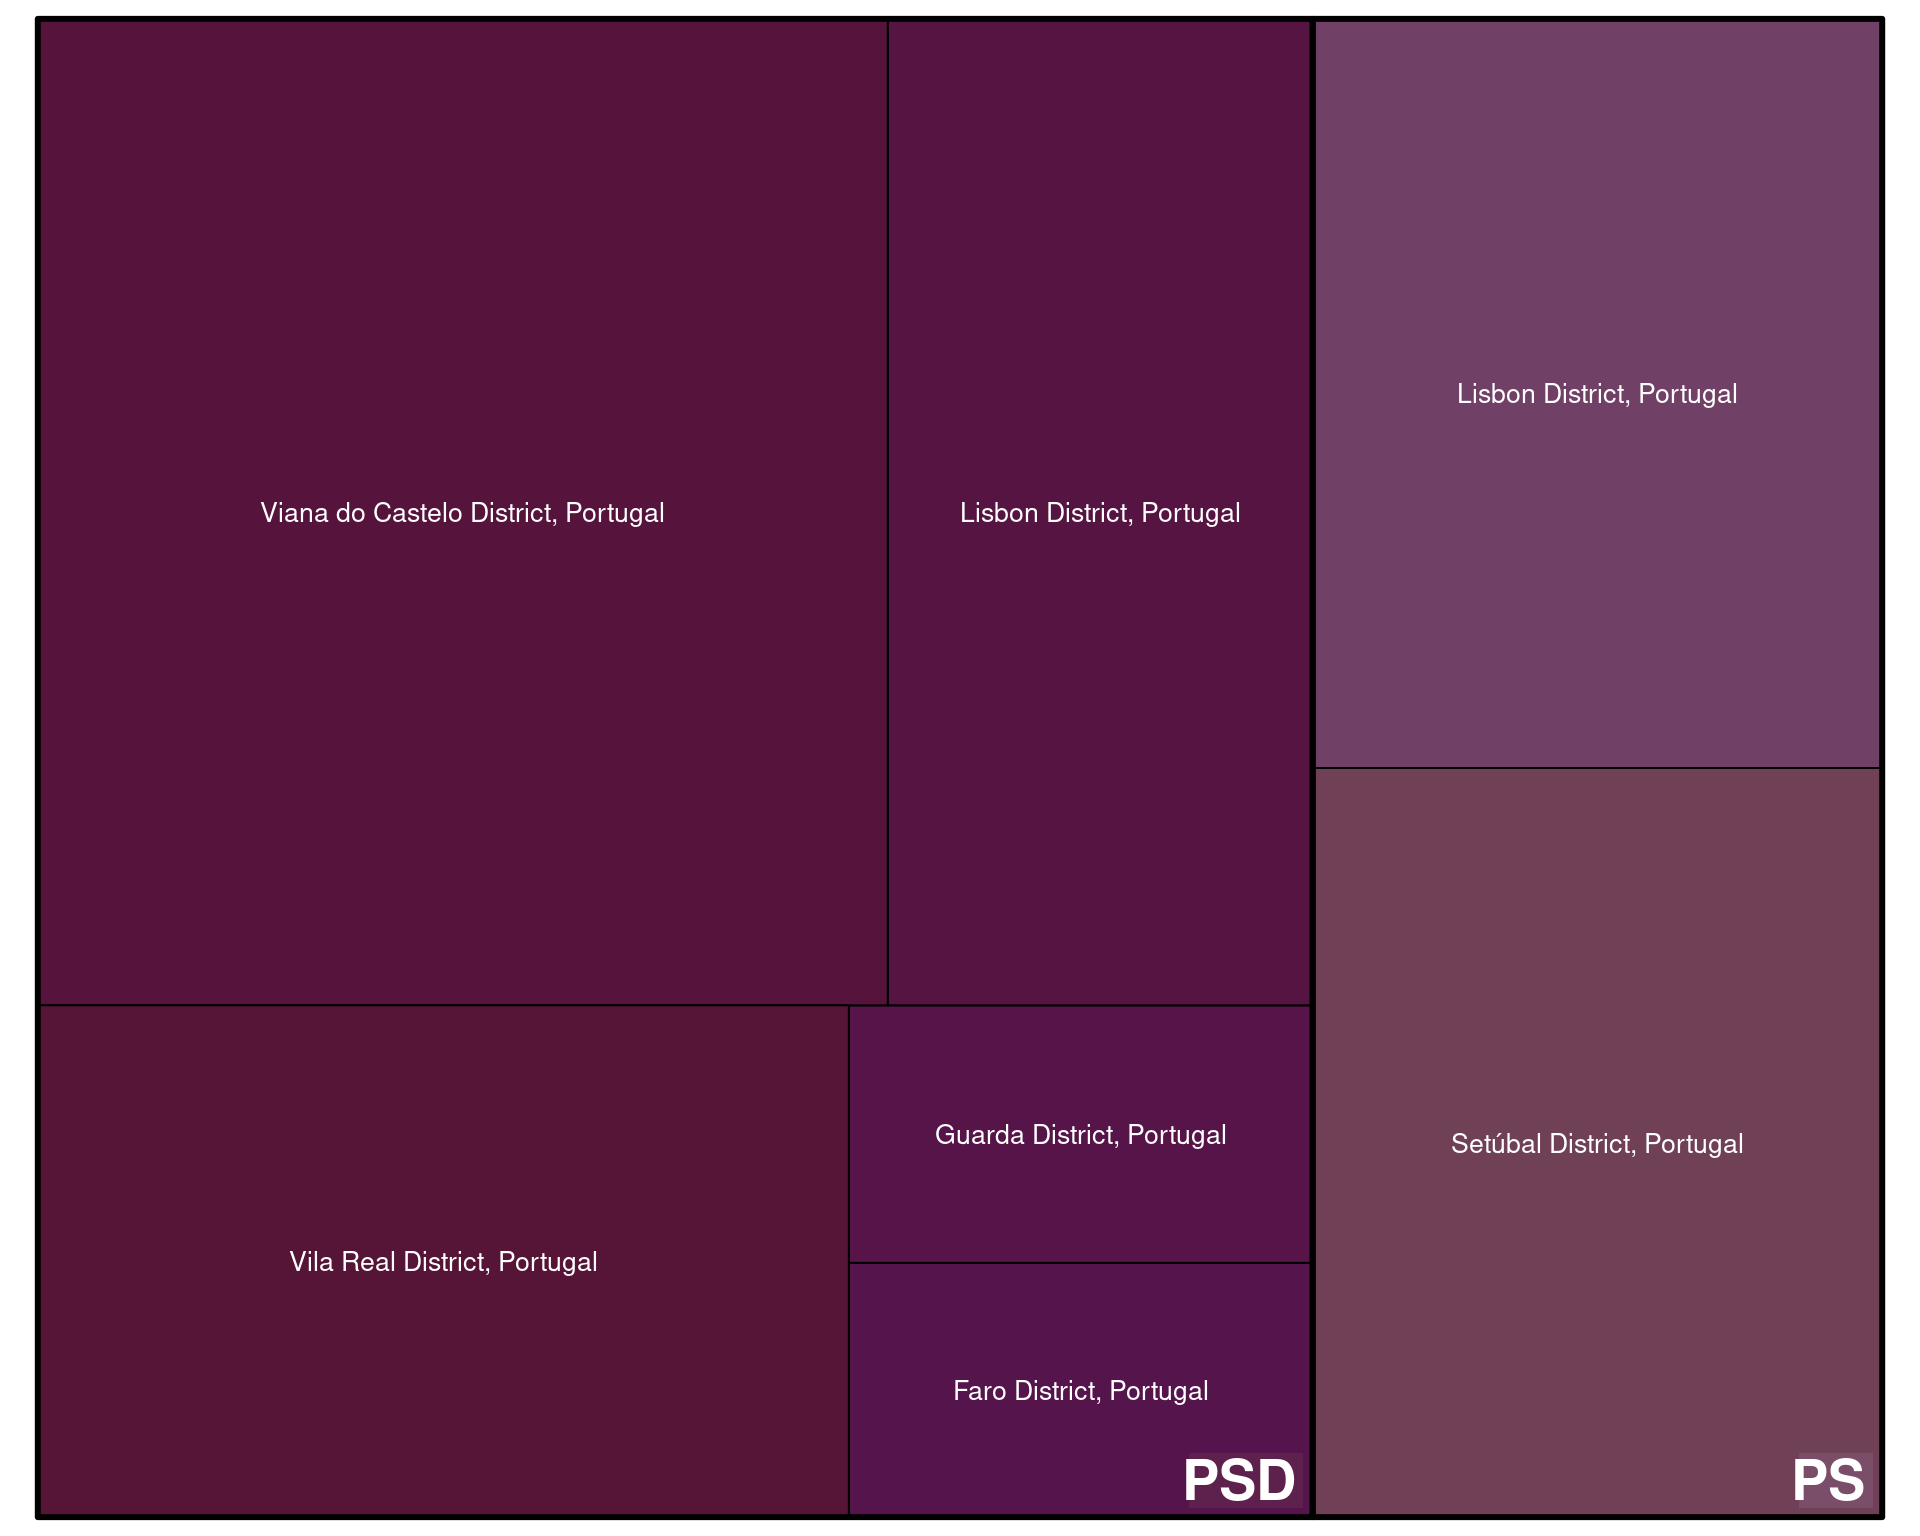 Viana do Castelo District, Portugal
Lisbon District, Portugal
Vila Real District, Portugal
Guarda District, Portugal
Faro District, Portugal
PSD
Lisbon District, Portugal
Setúbal District, Portugal
PS